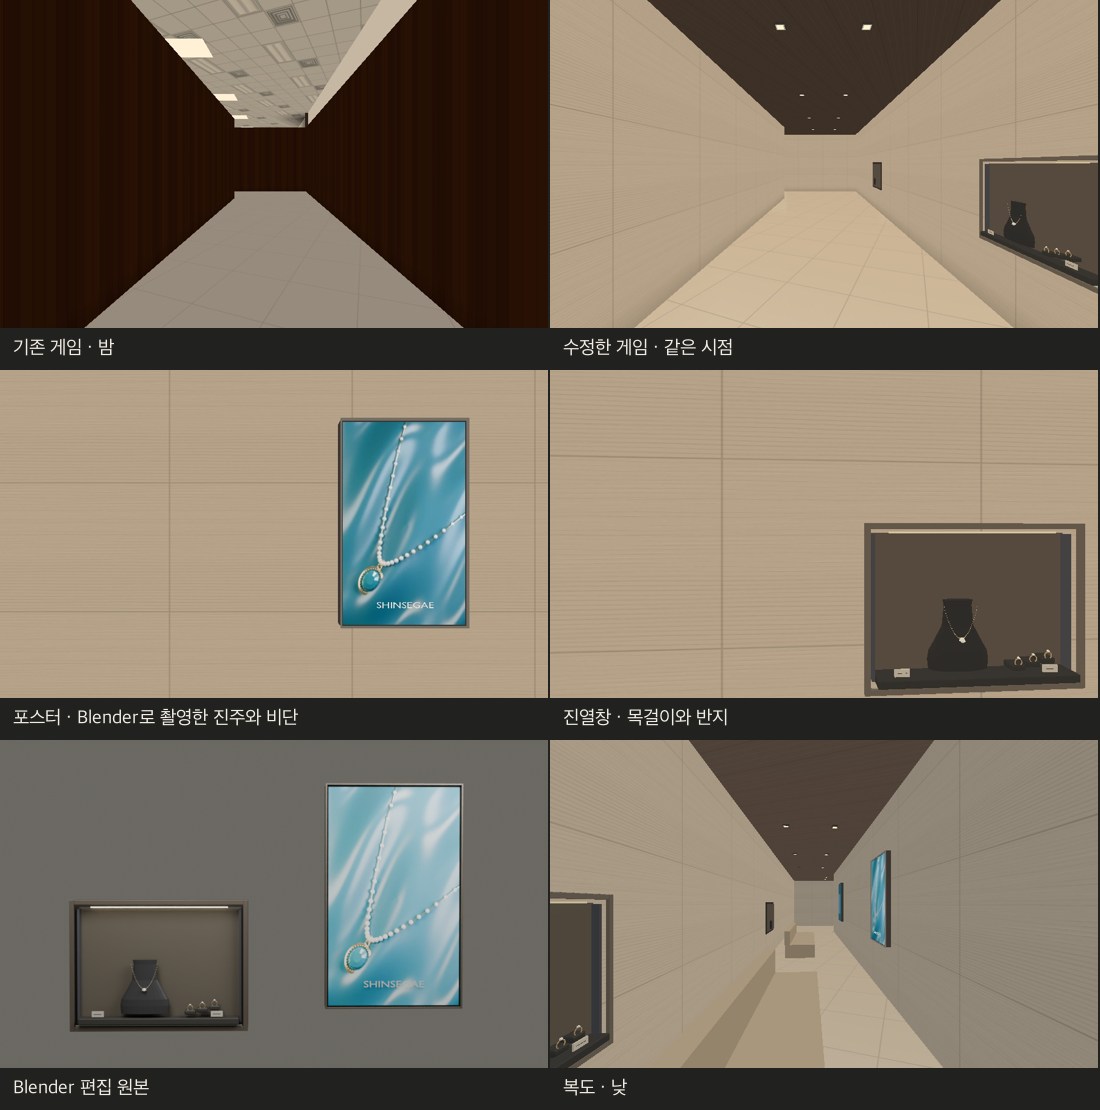 기존 게임 · 밤
수정한 게임 · 같은 시점
SHINSEGAE
포스터 · Blender로 촬영한 진주와 비단
진열창 · 목걸이와 반지
SHINSEGAE
Blender 편집 원본
복도 · 낮